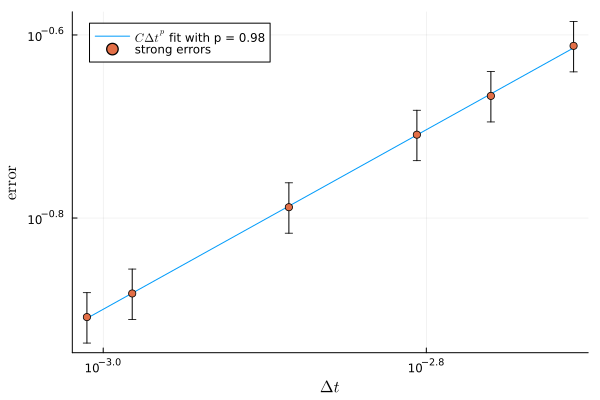 CΔt^p fit with p = 0.98
strong errors
10^-0.6
10^-0.8
error
10^-3.0
10^-2.8
Δt